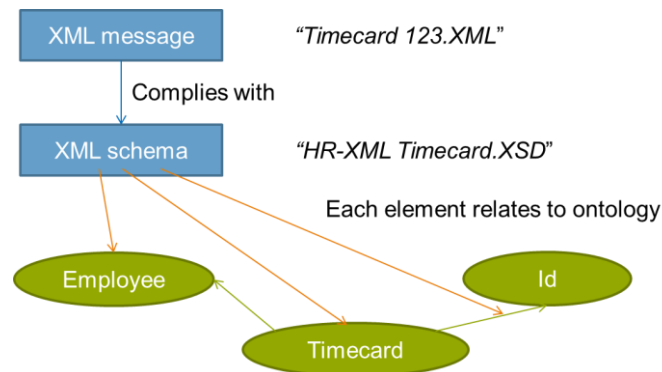 XML message
“Timecard 123.XML”
Complies with
XML schema
“HR-XML Timecard.XSD”
Each element relates to ontology
Employee
Id
Timecard